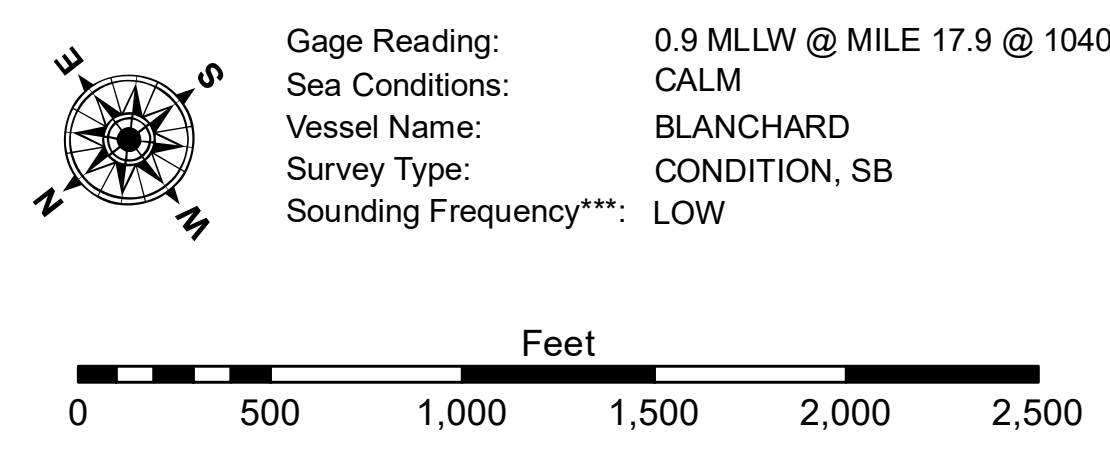 E
S
N
W
Gage Reading: 0.9 MLLW @ MILE 17.9 @ 1040
Sea Conditions: CALM
Vessel Name: BLANCHARD
Survey Type: CONDITION, SB
Sounding Frequency***: LOW
Feet
0 500 1,000 1,500 2,000 2,500